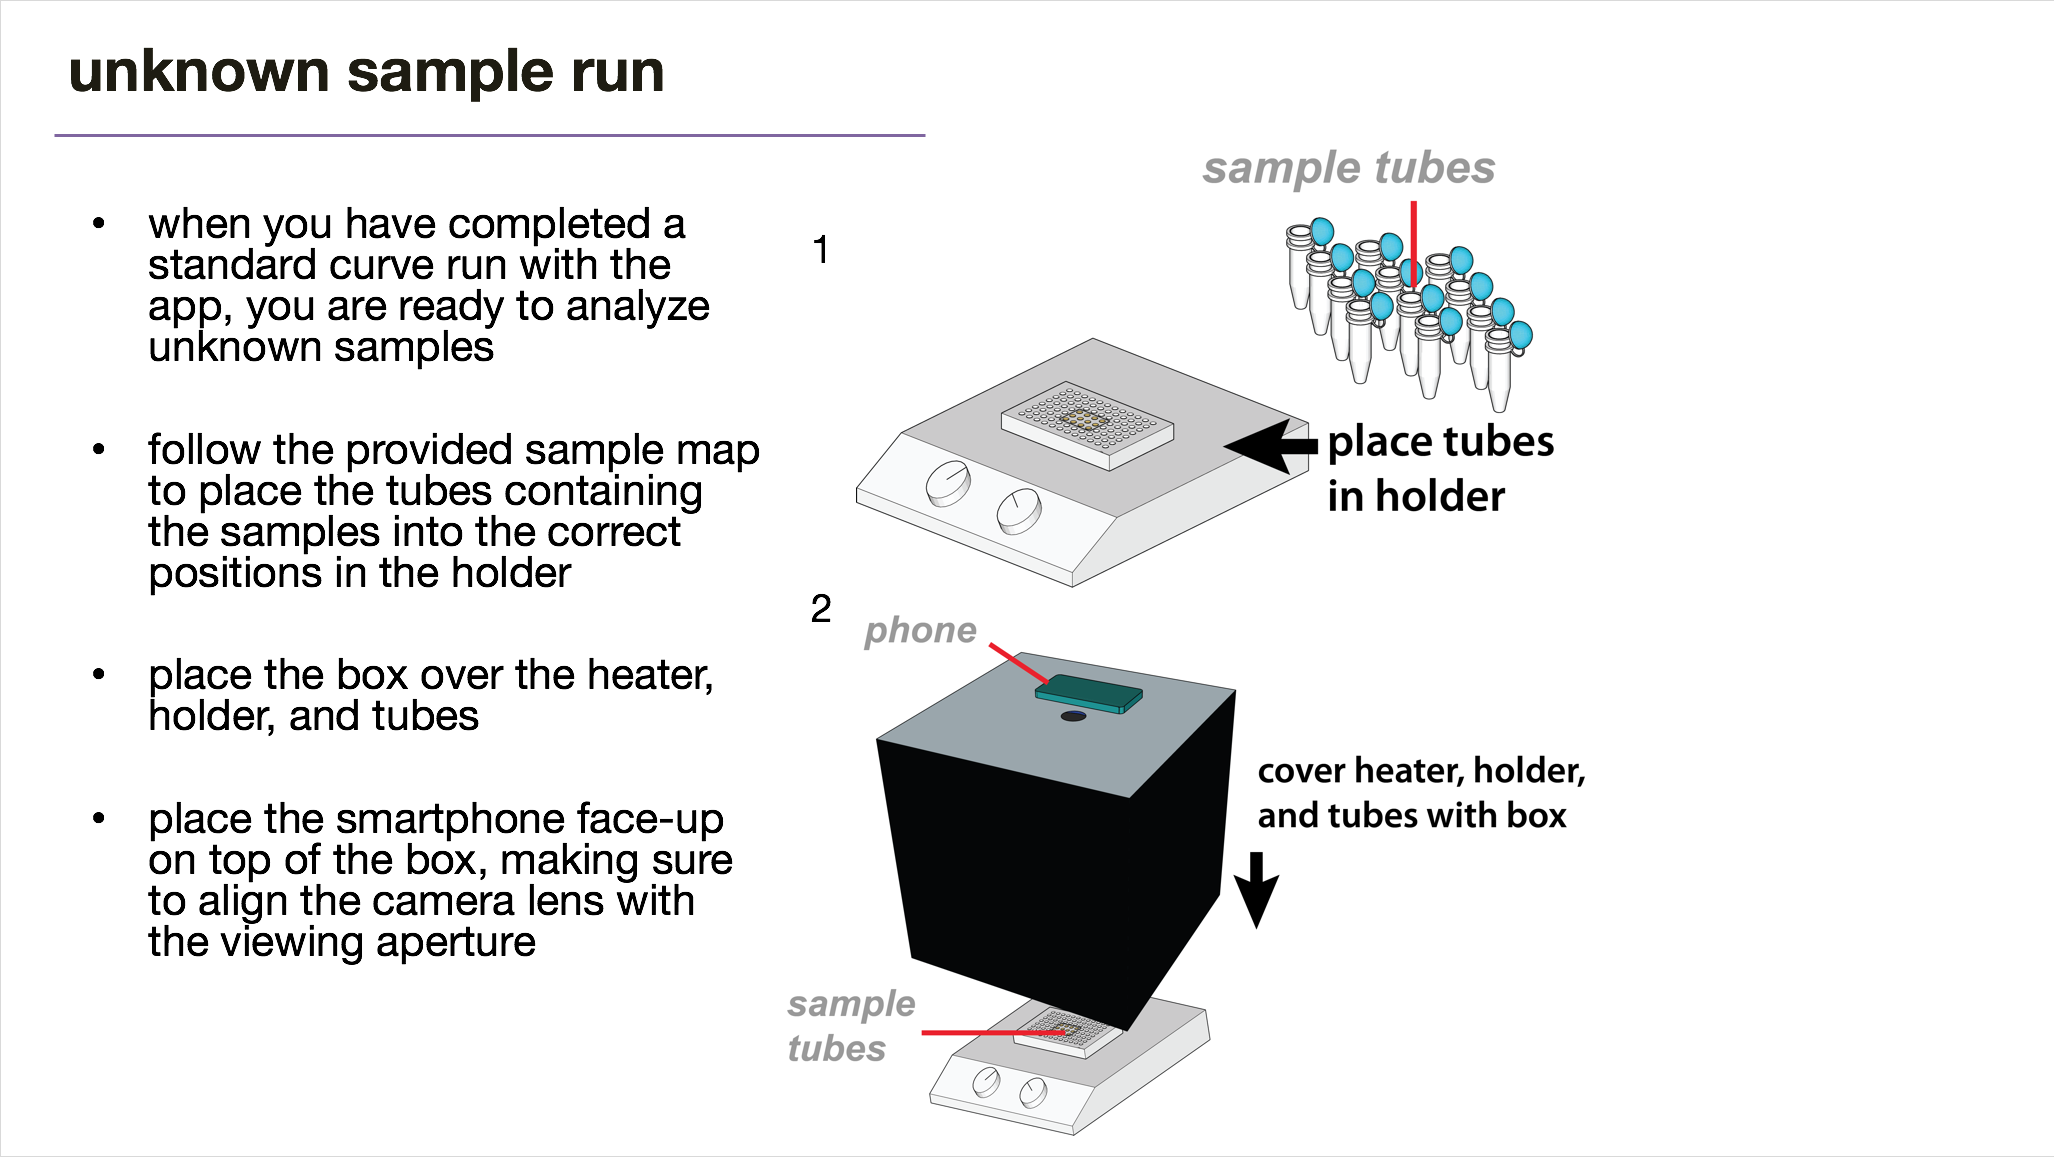 unknown sample run
• when you have completed a
standard curve run with the
app, you are ready to analyze
unknown samples
• follow the provided sample map
to place the tubes containing
the samples into the correct
positions in the holder
• place the box over the heater,
holder, and tubes
• place the smartphone face-up
on top of the box, making sure
to align the camera lens with
the viewing aperture
1
sample tubes
place tubes
in holder
2
phone
cover heater, holder,
and tubes with box
sample
tubes